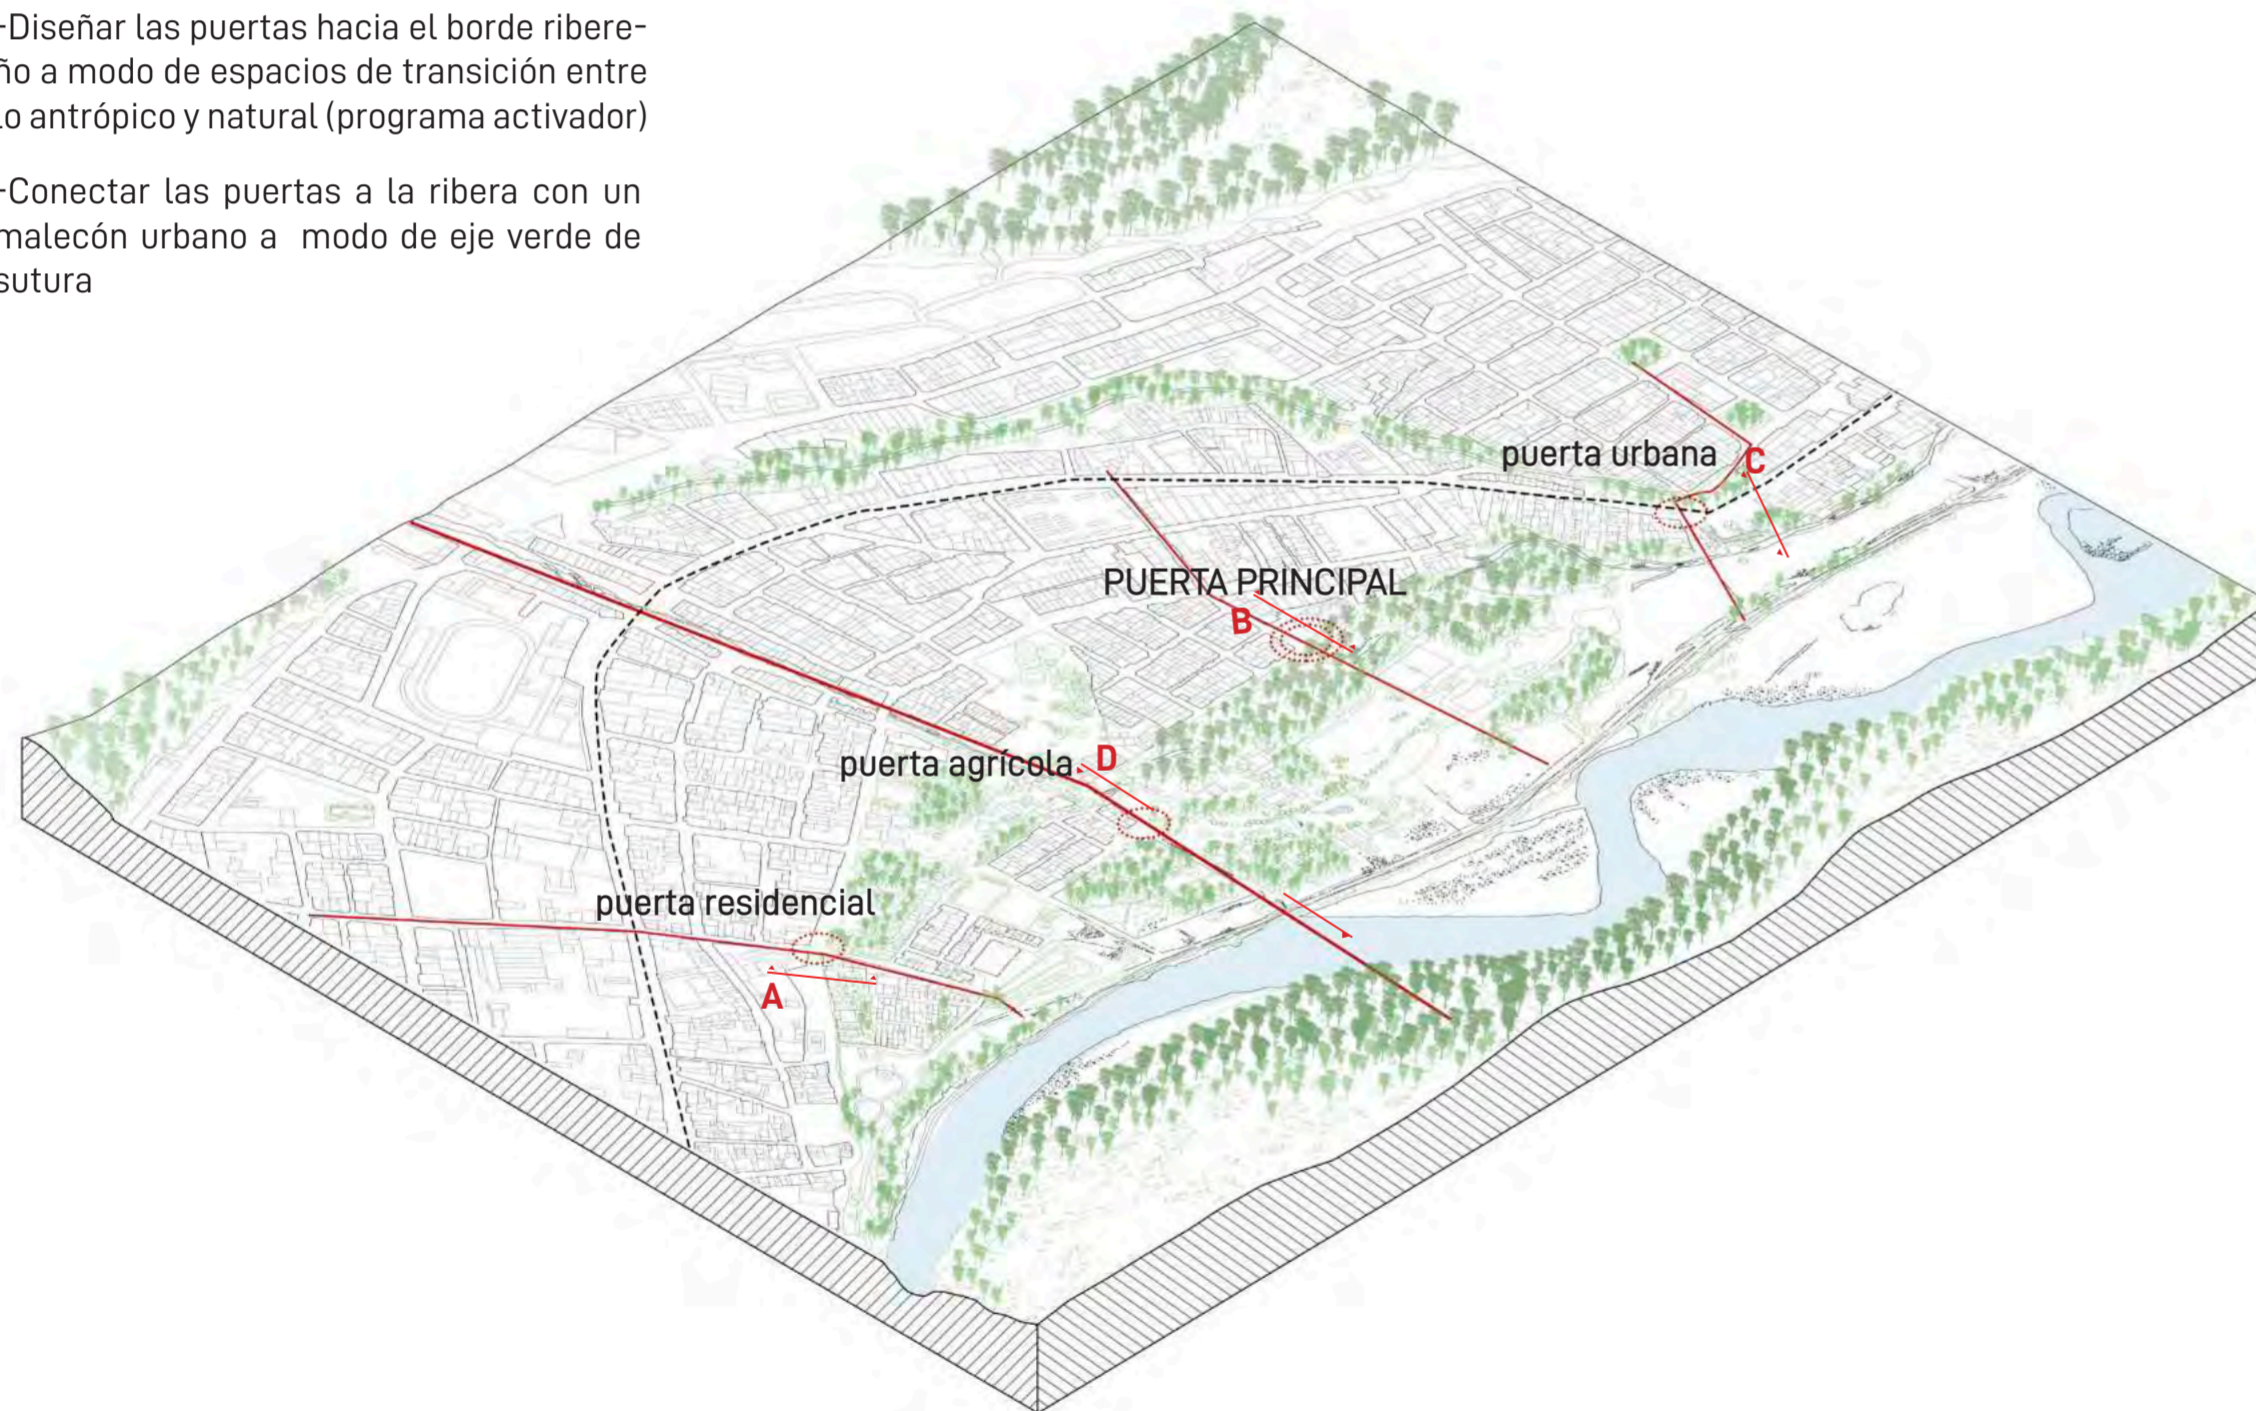 -Diseñar las puertas hacia el borde ribere-
ño a modo de espacios de transición entre
lo antrópico y natural (programa activador)
-Conectar las puertas a la ribera con un
malecón urbano a modo de eje verde de
sutura
puerta urbana
C
PUERTA PRINCIPAL
B
puerta agrícola
D
puerta residencial
A